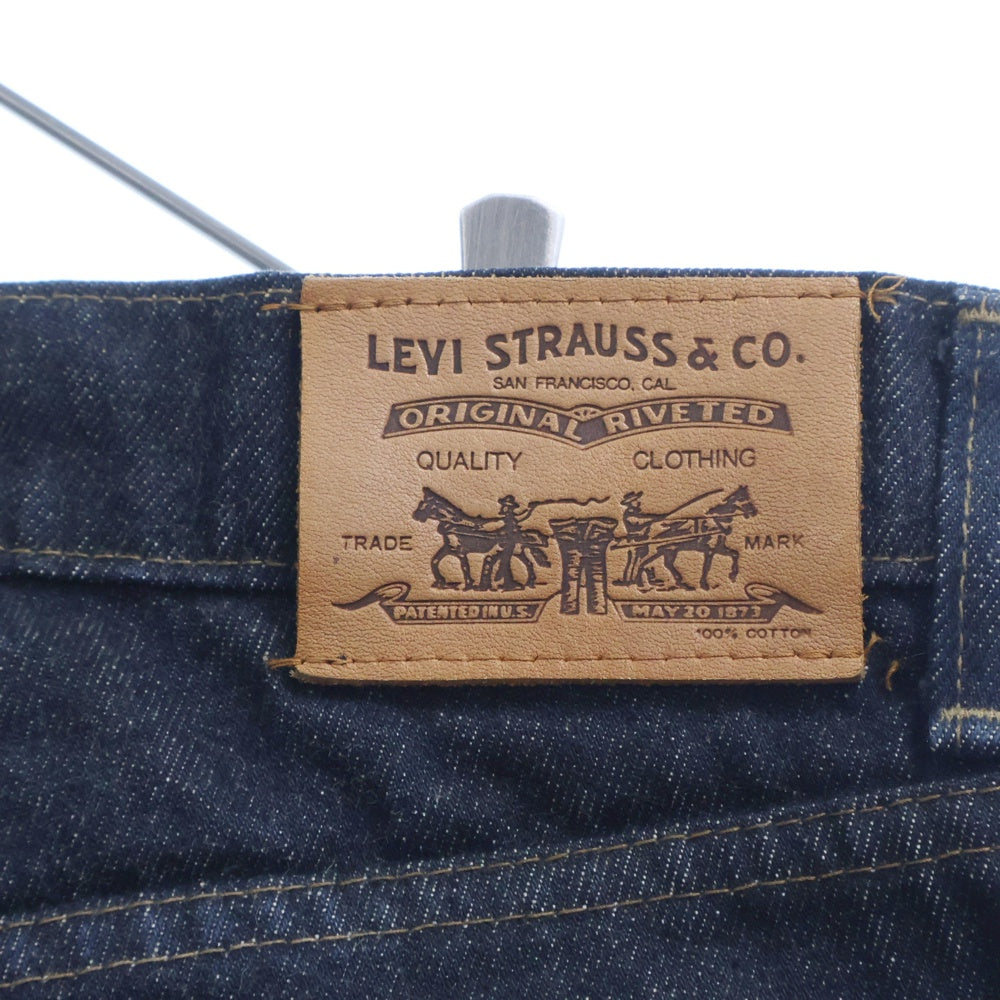 LEVI STRAUSS & CO.
SAN FRANCISCO, CAL
ORIGINAL RIVETED
QUALITY CLOTHING
TRADE MARK
PATENTED IN U.S. MAY 20 1873
100% COTTON